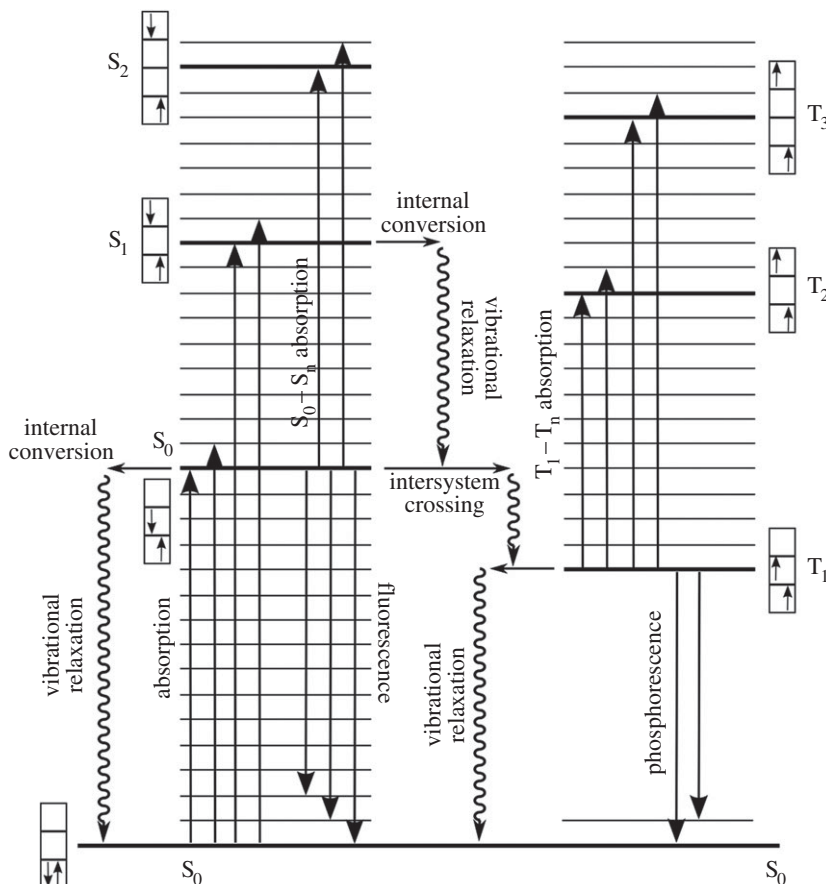 S2
T3
internal
conversion
S1
T2
vibrational
relaxation
S0 – Sn absorption
T1 – Tn absorption
internal
conversion
S0
intersystem
crossing
T1
vibrational
relaxation
absorption
fluorescence
vibrational
relaxation
phosphorescence
S0
S0